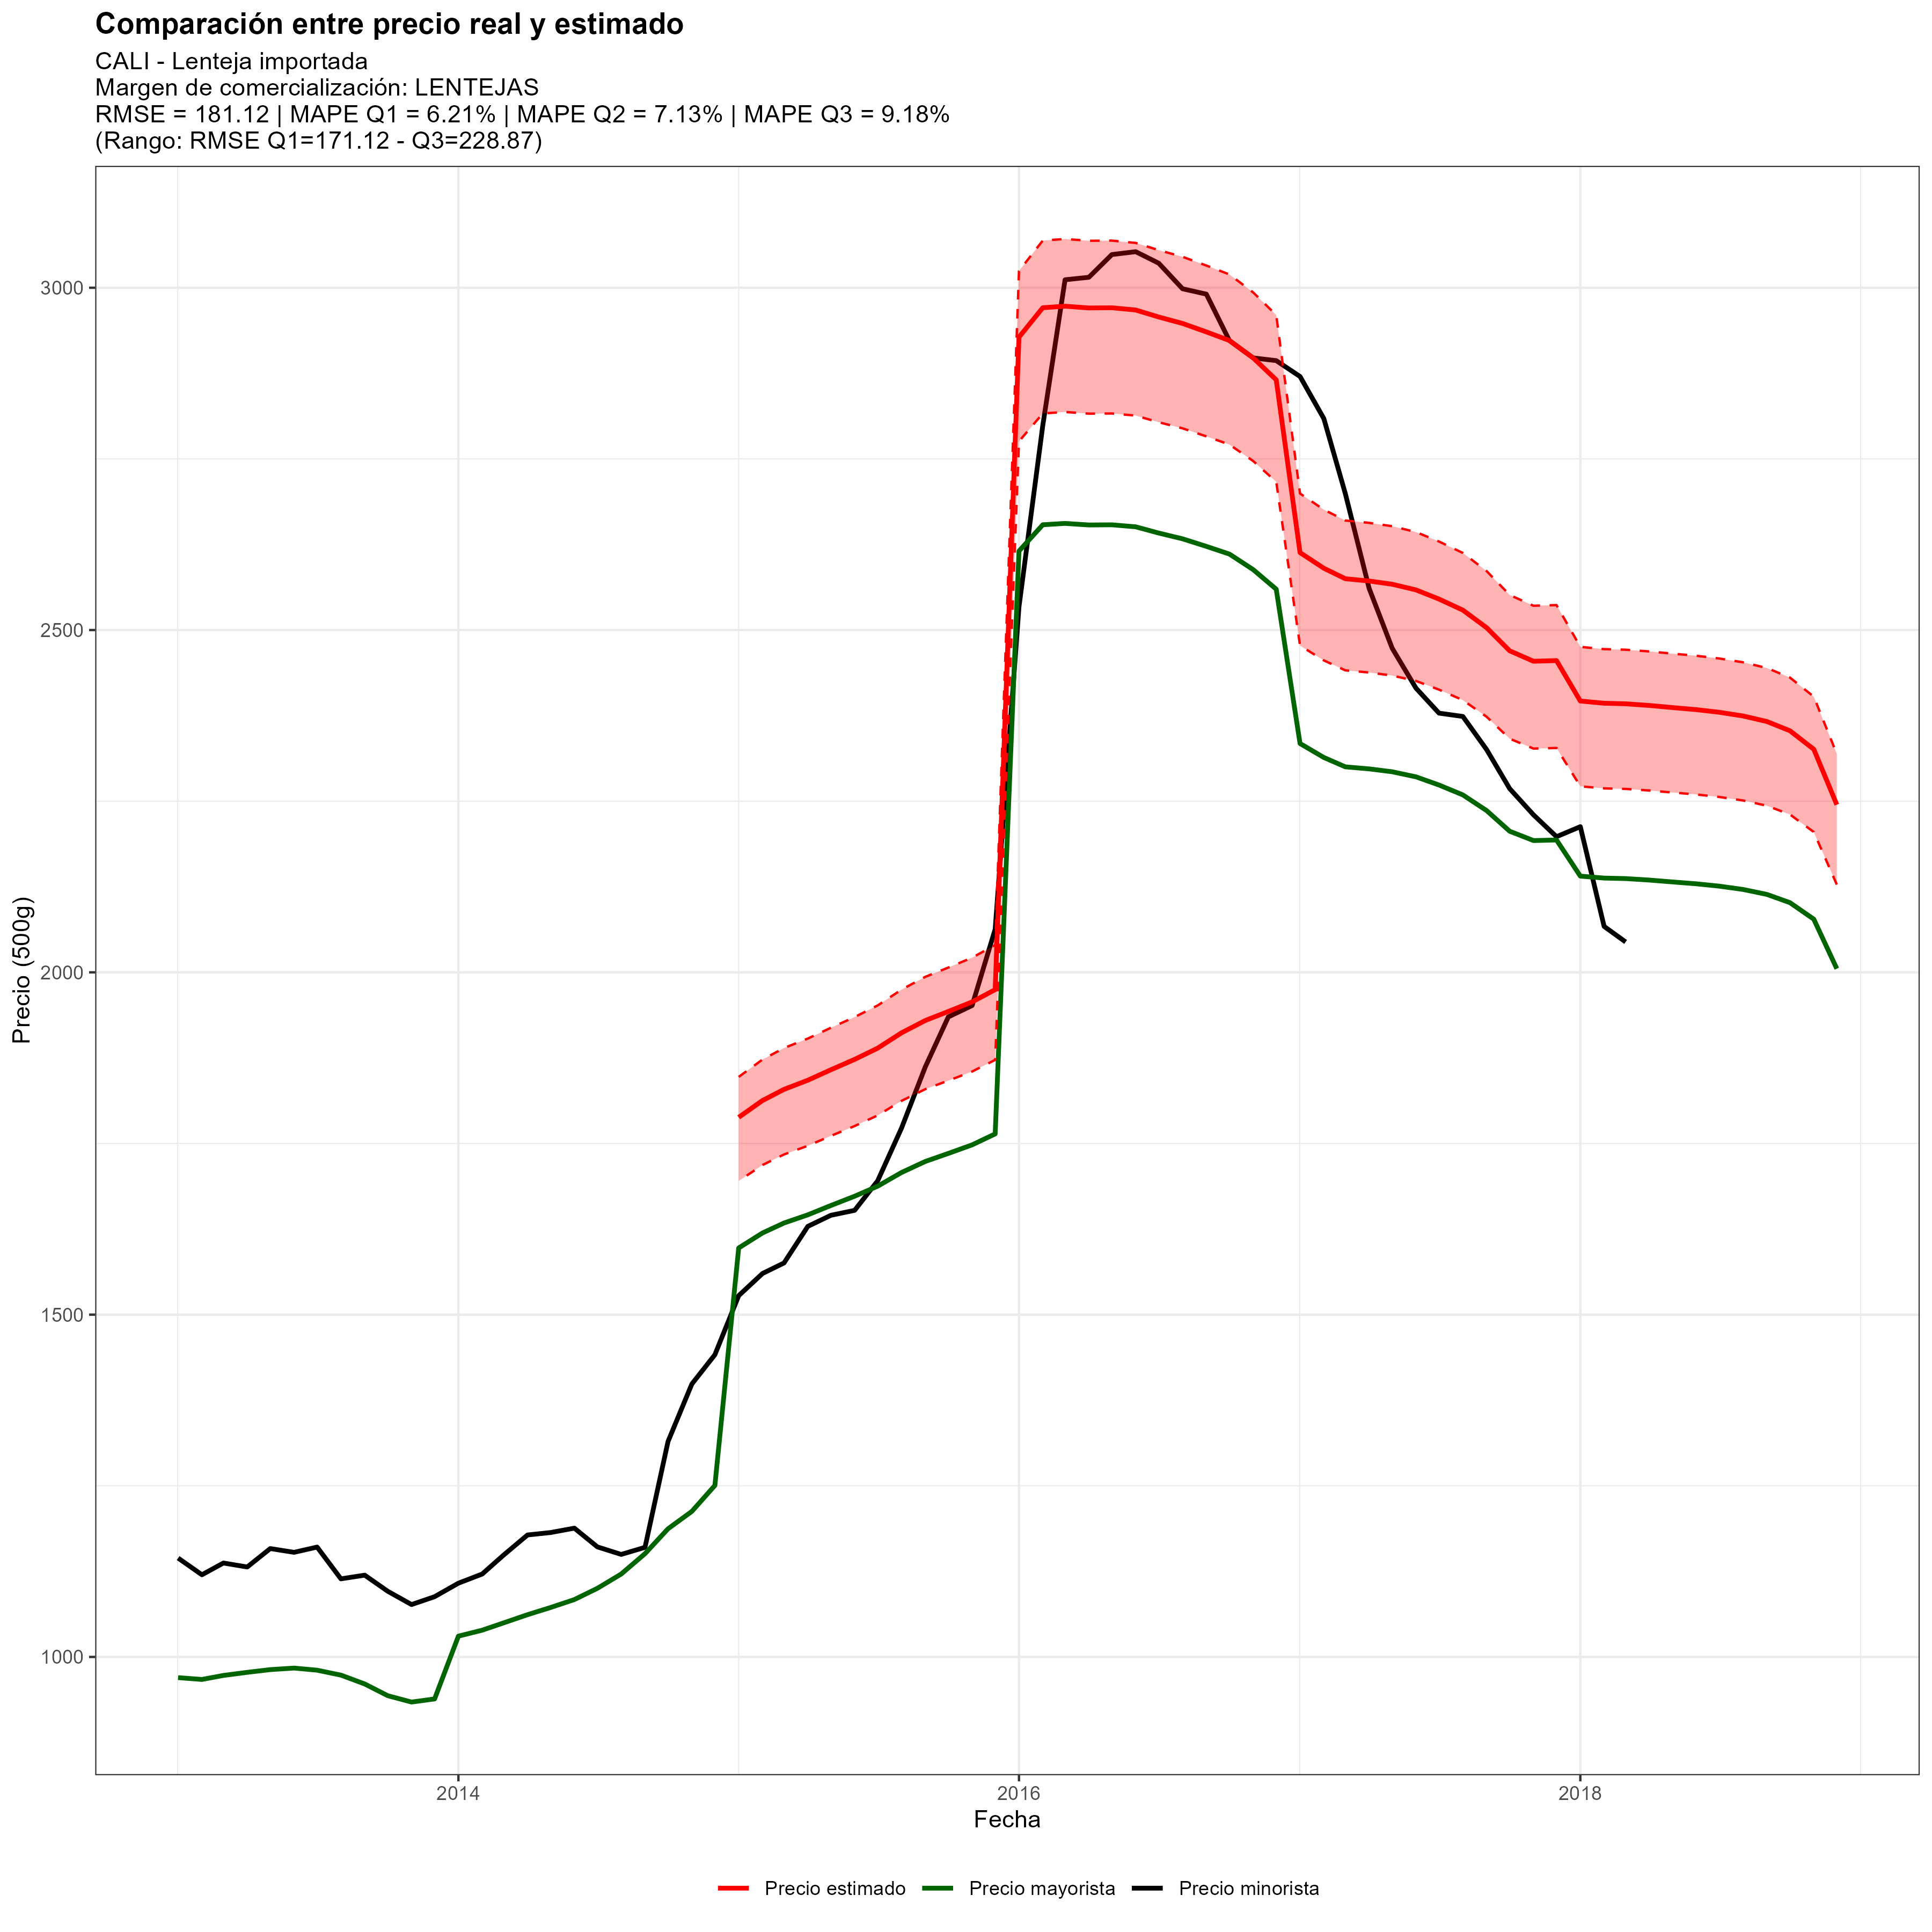 Comparación entre precio real y estimado
CALI - Lenteja importada
Margen de comercialización: LENTEJAS
RMSE = 181.12 | MAPE Q1 = 6.21% | MAPE Q2 = 7.13% | MAPE Q3 = 9.18%
(Rango: RMSE Q1=171.12 - Q3=228.87)
Precio (500g)
3000
2500
2000
1500
1000
2014
2016
2018
Fecha
Precio estimado
Precio mayorista
Precio minorista